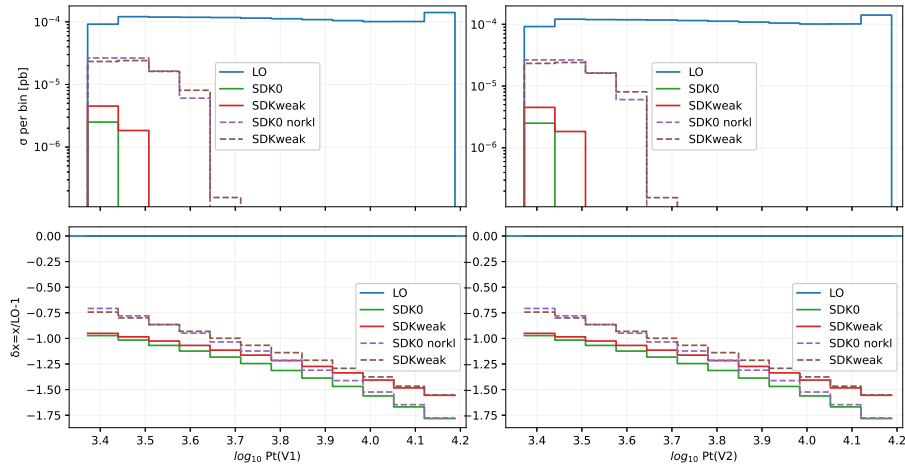 10⁻⁴
10⁻⁵
10⁻⁶
σ per bin [pb]
LO
SDK0
SDKweak
SDK0 norkl
SDKweak
10⁻⁴
10⁻⁵
10⁻⁶
LO
SDK0
SDKweak
SDK0 norkl
SDKweak
0.00
−0.25
−0.50
−0.75
−1.00
−1.25
−1.50
−1.75
δx=x/LO-1
LO
SDK0
SDKweak
SDK0 norkl
SDKweak
3.4 3.5 3.6 3.7 3.8 3.9 4.0 4.1 4.2
log₁₀ Pt(V1)
0.00
−0.25
−0.50
−0.75
−1.00
−1.25
−1.50
−1.75
LO
SDK0
SDKweak
SDK0 norkl
SDKweak
3.4 3.5 3.6 3.7 3.8 3.9 4.0 4.1 4.2
log₁₀ Pt(V2)